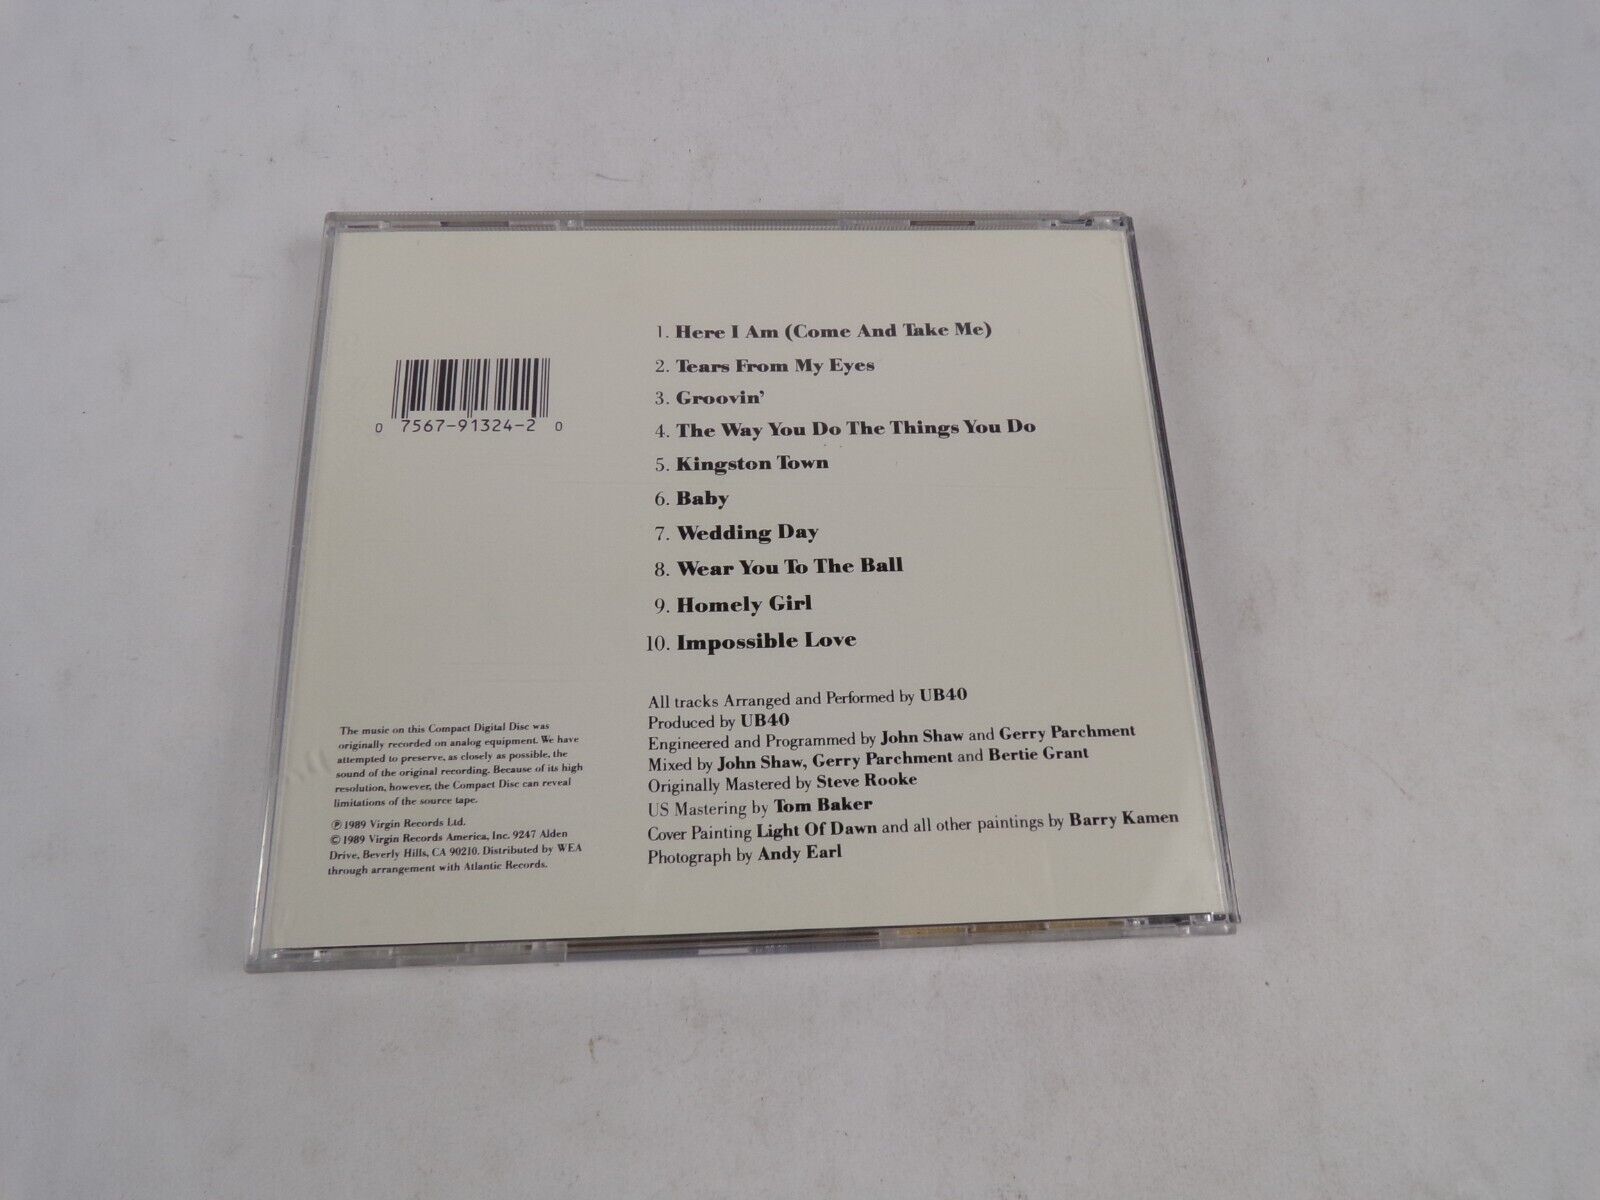 1. Here I Am (Come And Take Me)
2. Tears From My Eyes
3. Groovin'
4. The Way You Do The Things You Do
5. Kingston Town
6. Baby
7. Wedding Day
8. Wear You To The Ball
9. Homely Girl
10. Impossible Love
0 7567-91324-2 0
All tracks Arranged and Performed by UB40
Produced by UB40
Engineered and Programmed by John Shaw and Gerry Parchment
Mixed by John Shaw, Gerry Parchment and Bertie Grant
Originally Mastered by Steve Rooke
US Mastering by Tom Baker
Cover Painting Light Of Dawn and all other paintings by Barry Kamen
Photograph by Andy Earl
The music on this Compact Digital Disc was
originally recorded on analog equipment. We have
attempted to preserve, as closely as possible, the
sound of the original recording. Because of its high
resolution, however, the Compact Disc can reveal
limitations of the source tape.
℗ 1989 Virgin Records Ltd.
© 1989 Virgin Records America, Inc. 9247 Alden
Drive, Beverly Hills, CA 90210. Distributed by WEA
through arrangement with Atlantic Records.